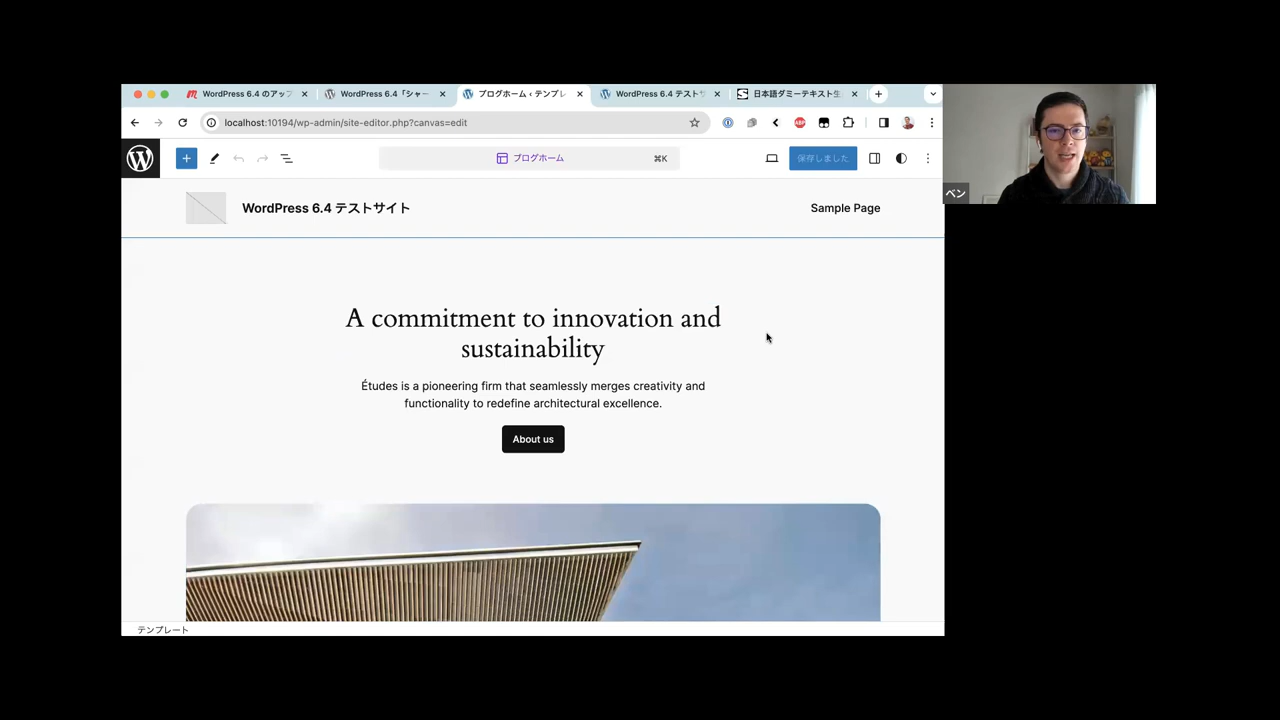 WordPress 6.4 のアップ
WordPress 6.4「シャー
ブログホーム ‹ テンプレ
WordPress 6.4 テストサ
日本語ダミーテキスト生
localhost:10194/wp-admin/site-editor.php?canvas=edit
ABP
ブログホーム
⌘K
保存しました
ベン
WordPress 6.4 テストサイト
Sample Page
A commitment to innovation and
sustainability
Études is a pioneering firm that seamlessly merges creativity and
functionality to redefine architectural excellence.
About us
テンプレート